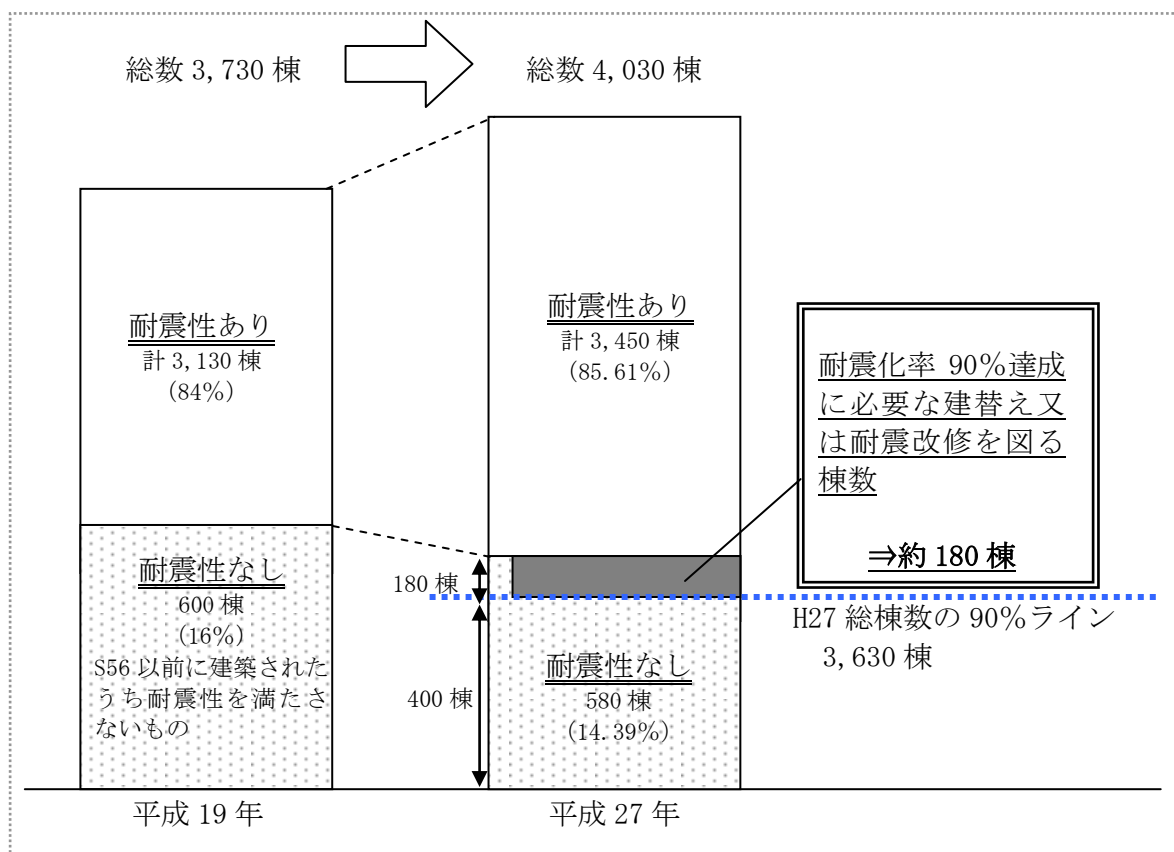 総数 3,730 棟
総数 4,030 棟
耐震性あり
計 3,130 棟
(84%)
耐震性あり
計 3,450 棟
(85.61%)
耐震化率 90%達成
に必要な建替え又
は耐震改修を図る
棟数
⇒約 180 棟
耐震性なし
600 棟
(16%)
S56 以前に建築された
うち耐震性を満たさ
ないもの
180 棟
400 棟
耐震性なし
580 棟
(14.39%)
H27 総棟数の 90%ライン
3,630 棟
平成 19 年
平成 27 年